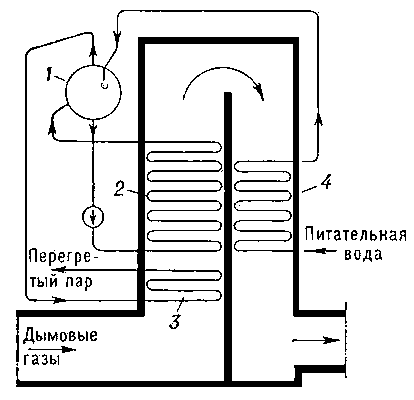 1
2
4
Питательная
вода
Перегре-
тый пар
3
Дымовые
газы